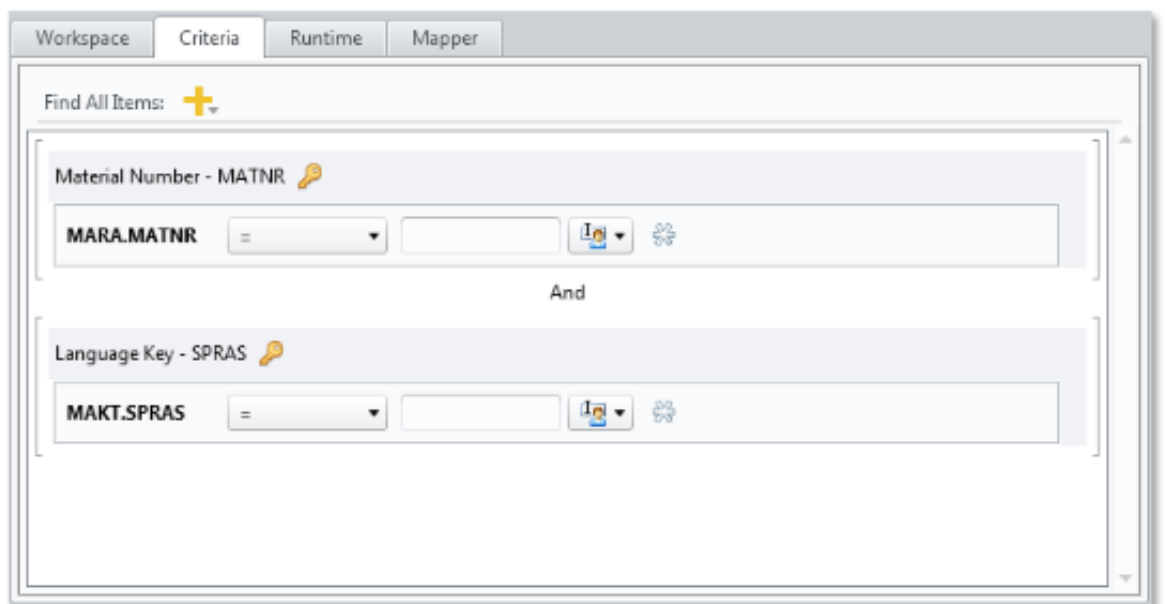 Workspace Criteria Runtime Mapper
Find All Items:
Material Number - MATNR
MARA.MATNR =
And
Language Key - SPRAS
MAKT.SPRAS =